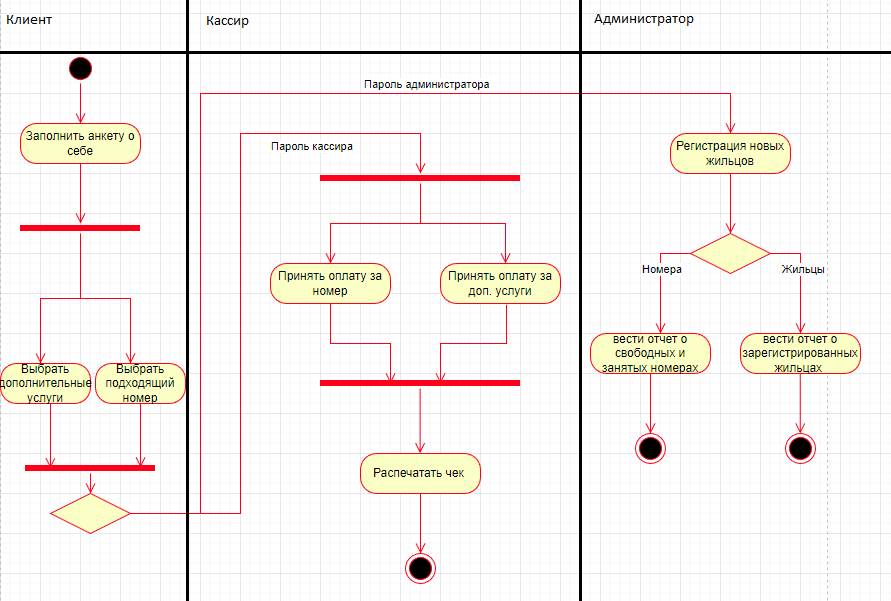 Клиент
Кассир
Администратор
Пароль администратора
Заполнить анкету о
себе
Пароль кассира
Регистрация новых
жильцов
Принять оплату за
номер
Принять оплату за
доп. услуги
Номера
Жильцы
Выбрать
дополнительные
услуги
Выбрать
подходящий
номер
вести отчет о
свободных и
занятых номерах
вести отчет о
зарегистрированных
жильцах
Распечатать чек